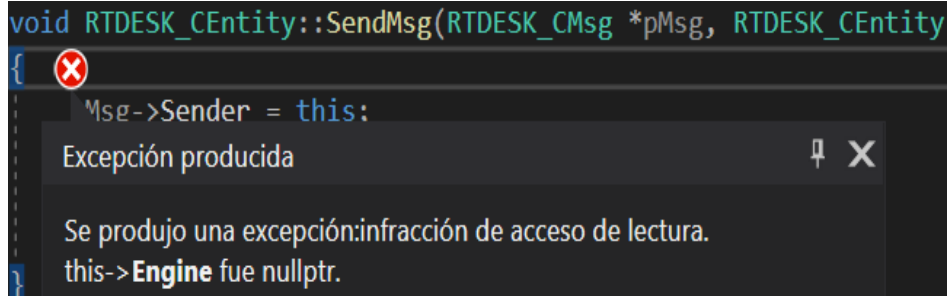 void RTDESK_CEntity::SendMsg(RTDESK_CMsg *pMsg, RTDESK_CEntity
{
Msg->Sender = this;
Excepción producida
Se produjo una excepción:infracción de acceso de lectura.
this->Engine fue nullptr.
}